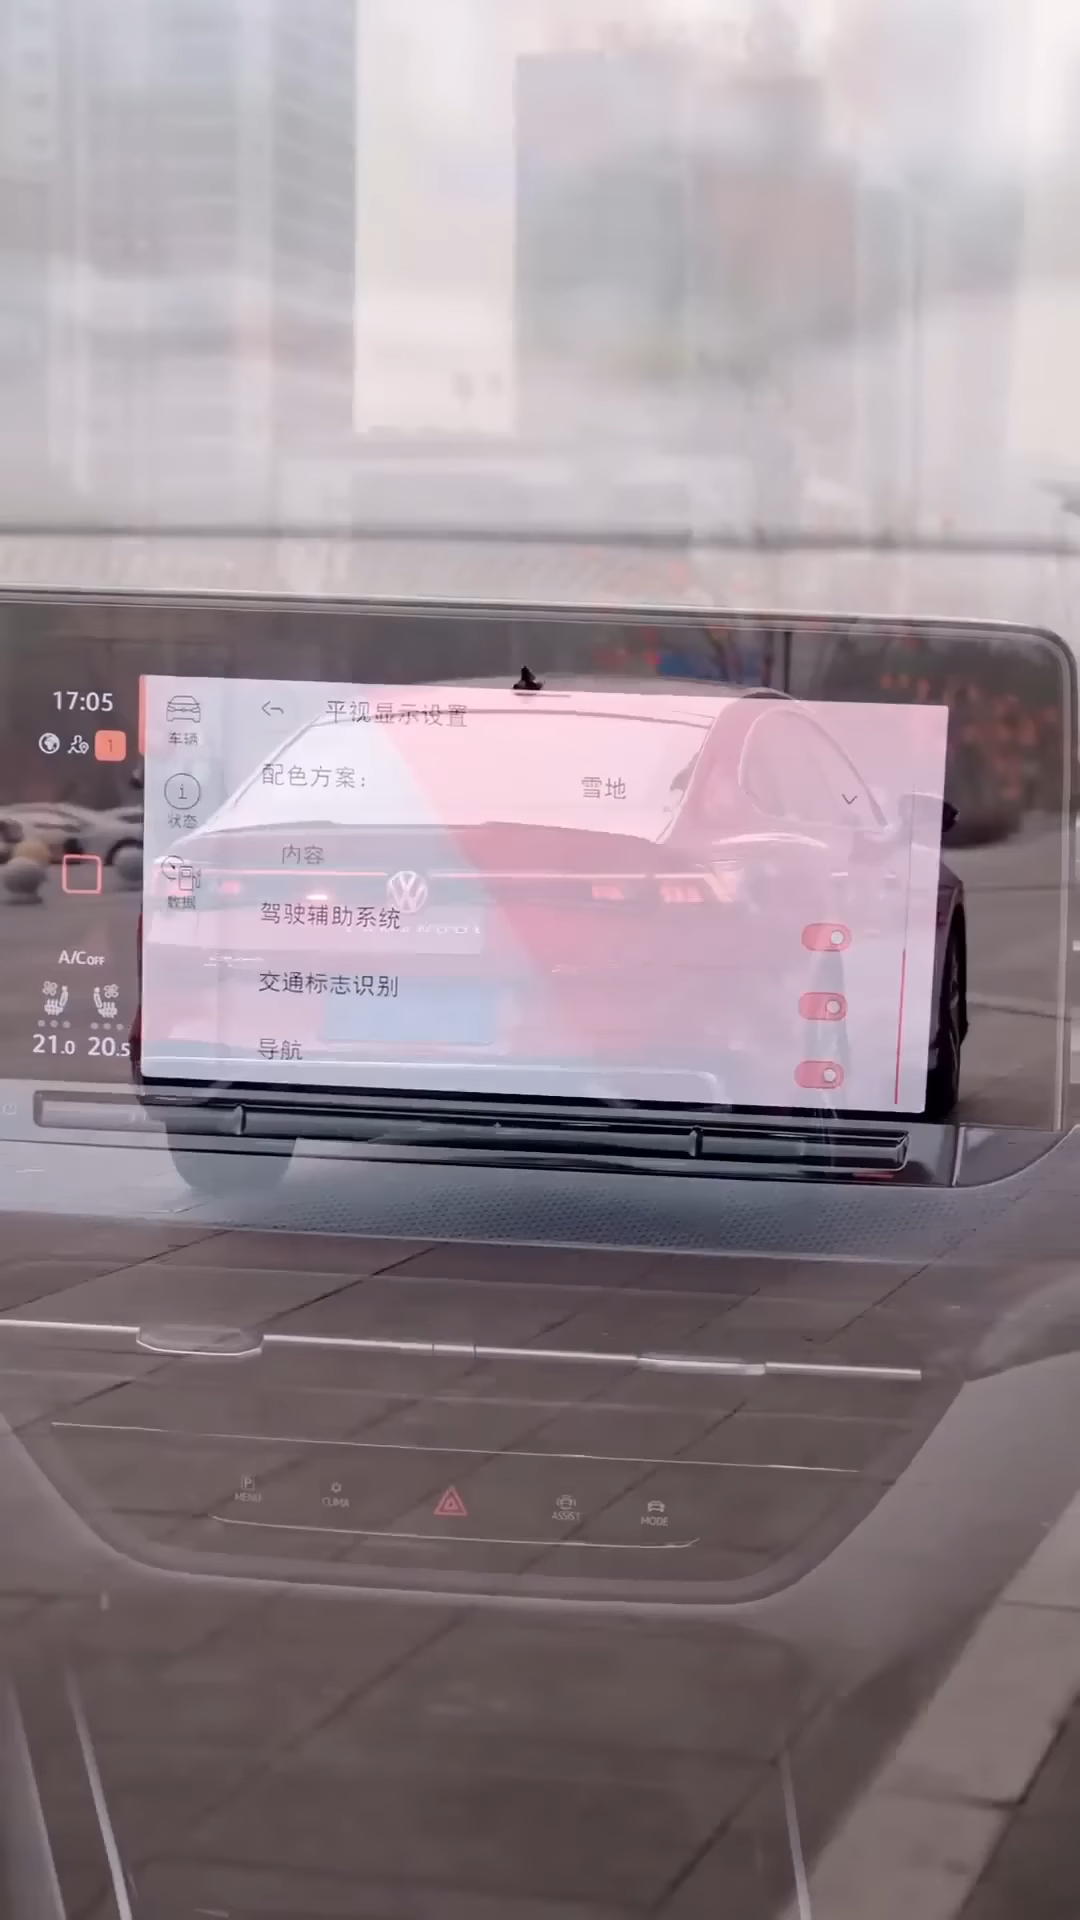 17:05
1
车辆
平视显示设置
配色方案：
雪地
状态
内容
数据
驾驶辅助系统
交通标志识别
导航
A/C OFF
21.0 20.5
P
MENU
CLIMA
ASSIST
MODE